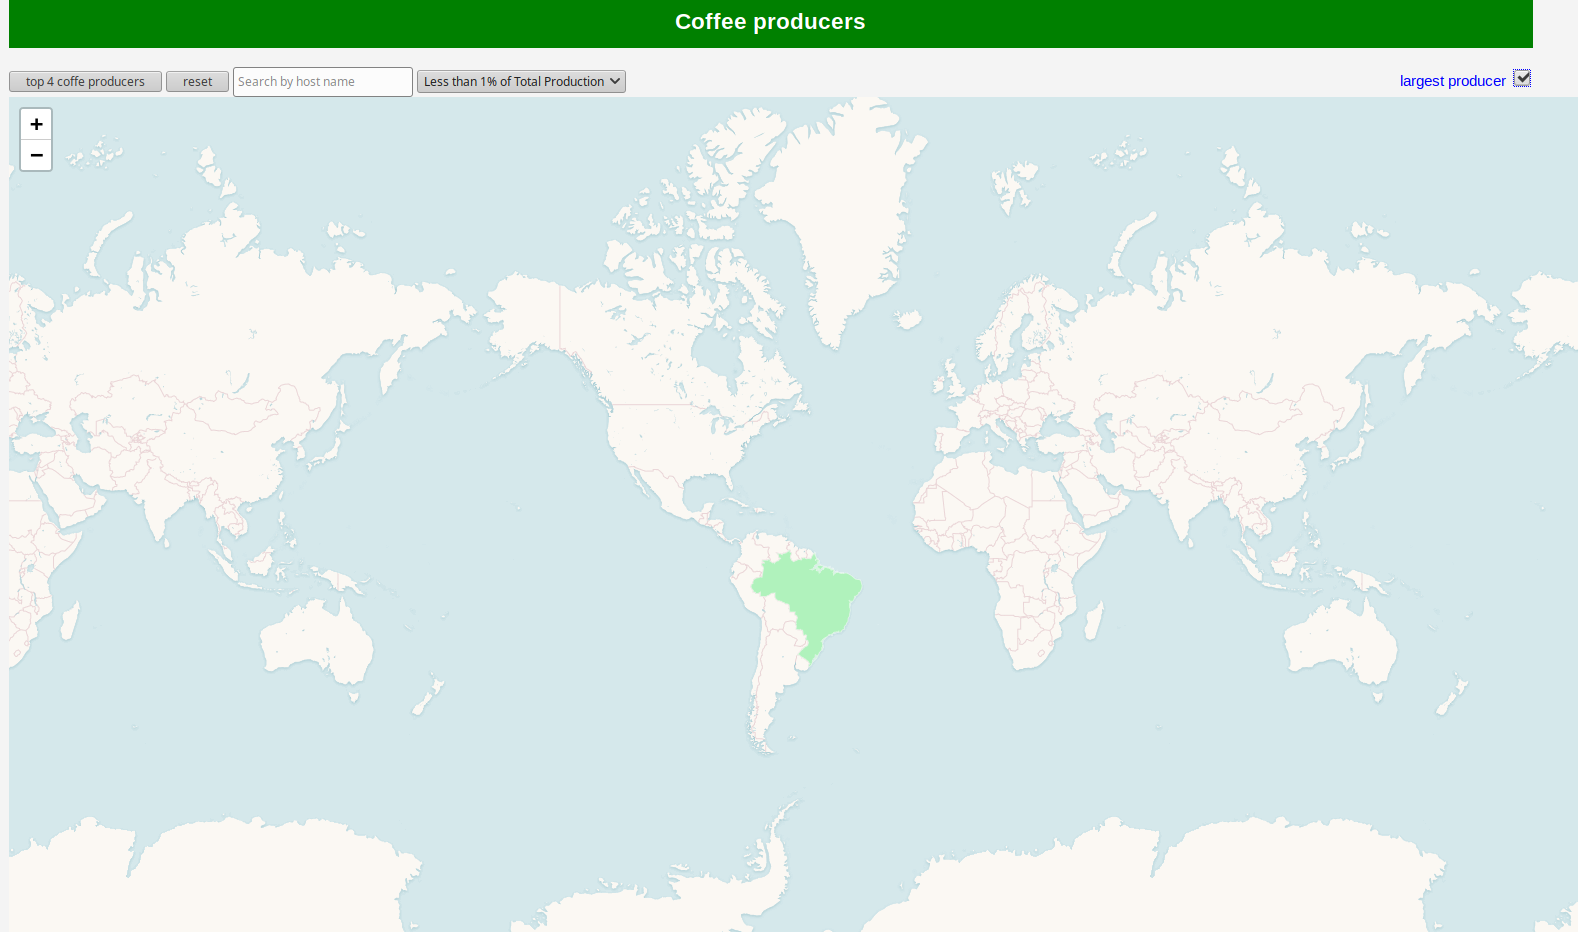 Coffee producers
top 4 coffe producers reset Search by host name Less than 1% of Total Production largest producer
+
−